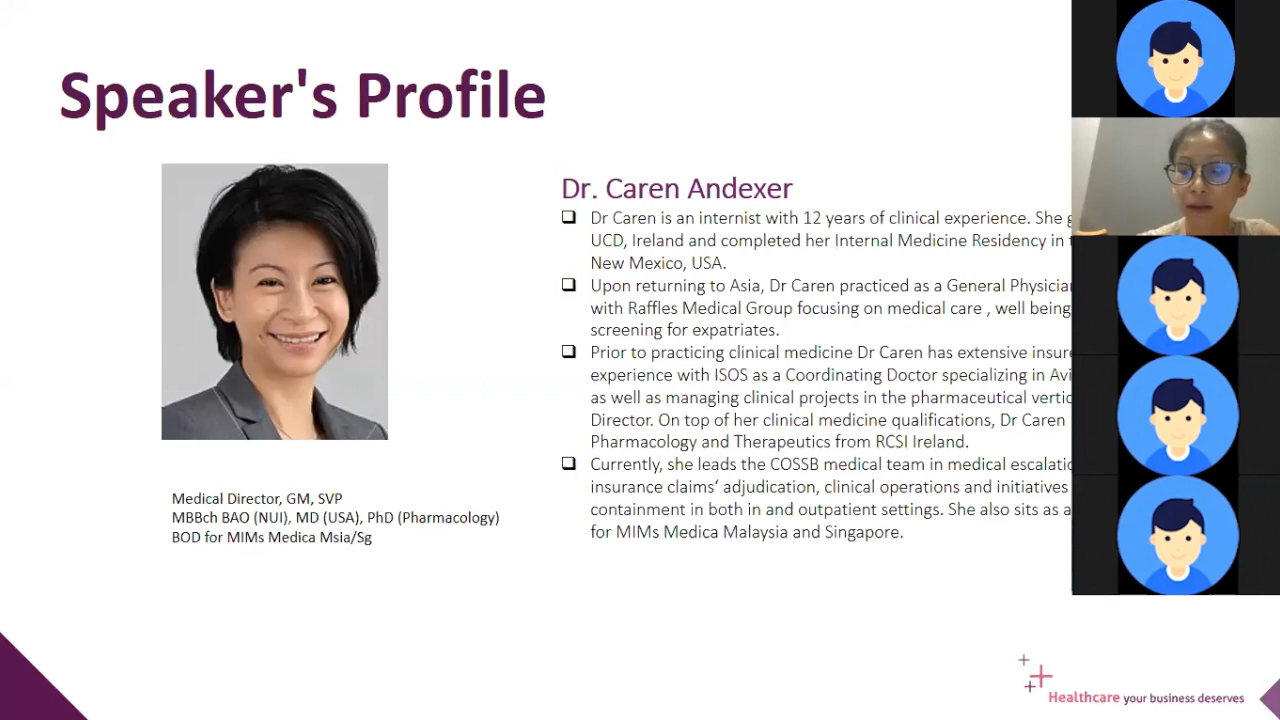 Speaker's Profile
Dr. Caren Andexer
Dr Caren is an internist with 12 years of clinical experience. She
UCD, Ireland and completed her Internal Medicine Residency in
New Mexico, USA.
Upon returning to Asia, Dr Caren practiced as a General Physician
with Raffles Medical Group focusing on medical care , well being
screening for expatriates.
Prior to practicing clinical medicine Dr Caren has extensive
experience with ISOS as a Coordinating Doctor specializing in
as well as managing clinical projects in the pharmaceutical
Director. On top of her clinical medicine qualifications, Dr Caren
Pharmacology and Therapeutics from RCSI Ireland.
Currently, she leads the COSSB medical team in medical
insurance claims‘ adjudication, clinical operations and initiatives
containment in both in and outpatient settings. She also sits as a
for MIMs Medica Malaysia and Singapore.
Medical Director, GM, SVP
MBBch BAO (NUI), MD (USA), PhD (Pharmacology)
BOD for MIMs Medica Msia/Sg
Healthcare your business deserves